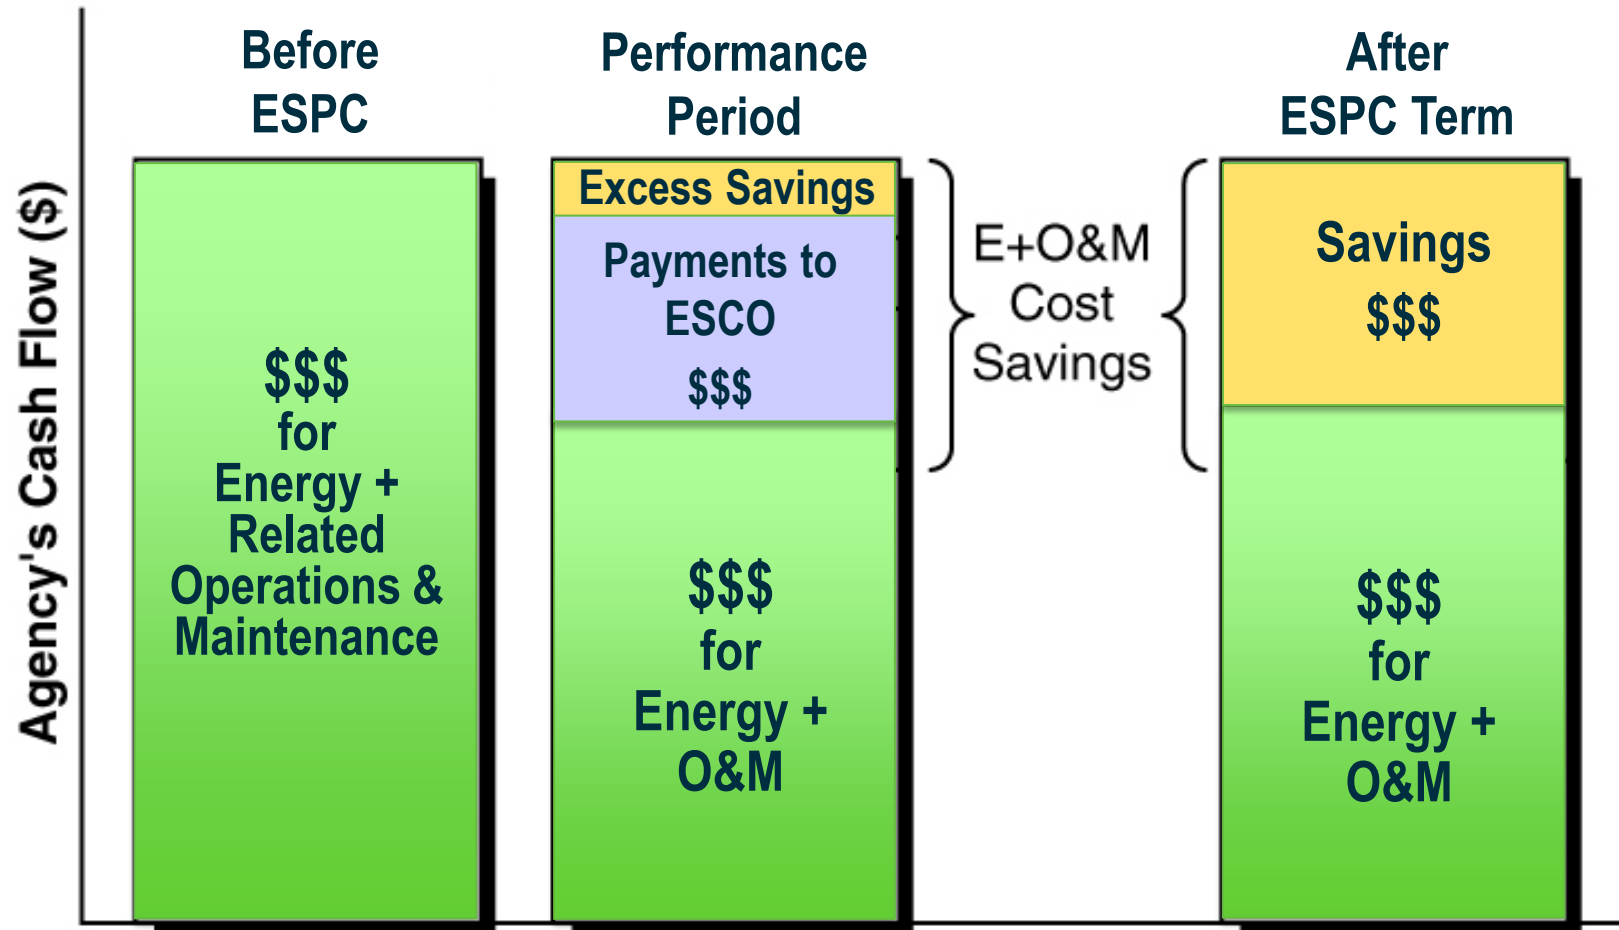 Agency's Cash Flow ($)
Before
ESPC
$$$
for
Energy +
Related
Operations &
Maintenance
Performance
Period
Excess Savings
Payments to
ESCO
$$$
$$$
for
Energy +
O&M
E+O&M
Cost
Savings
After
ESPC Term
Savings
$$$
$$$
for
Energy +
O&M